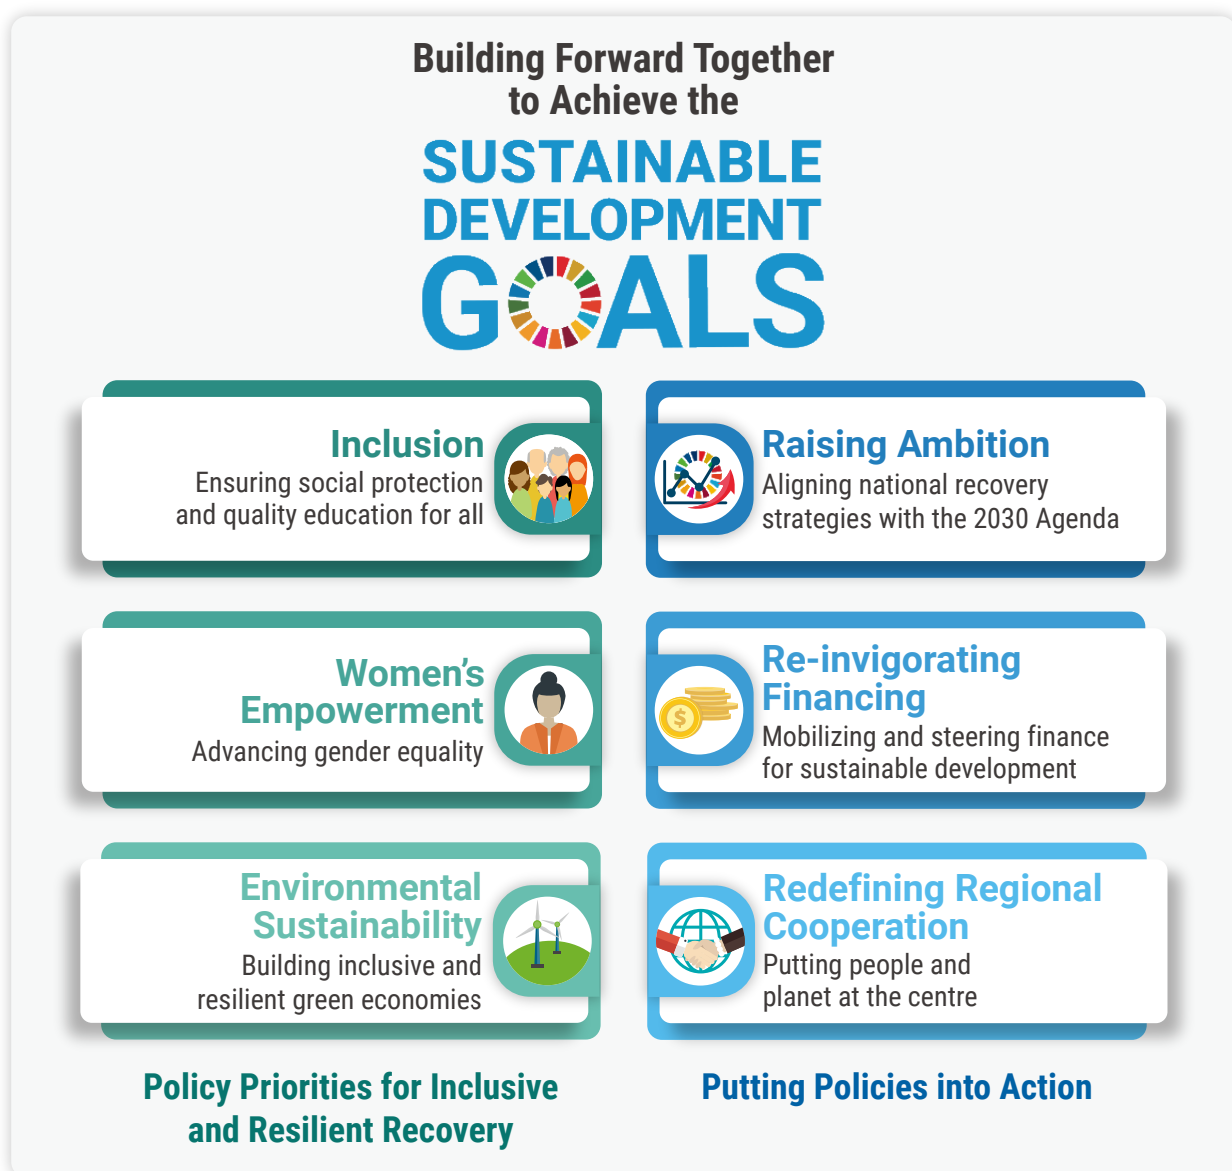 Building Forward Together
to Achieve the
SUSTAINABLE
DEVELOPMENT
GOALS
Inclusion
Ensuring social protection
and quality education for all
Women's
Empowerment
Advancing gender equality
Environmental
Sustainability
Building inclusive and
resilient green economies
Policy Priorities for Inclusive
and Resilient Recovery
Raising Ambition
Aligning national recovery
strategies with the 2030 Agenda
Re-invigorating
Financing
$
Mobilizing and steering finance
for sustainable development
Redefining Regional
Cooperation
Putting people and
planet at the centre
Putting Policies into Action